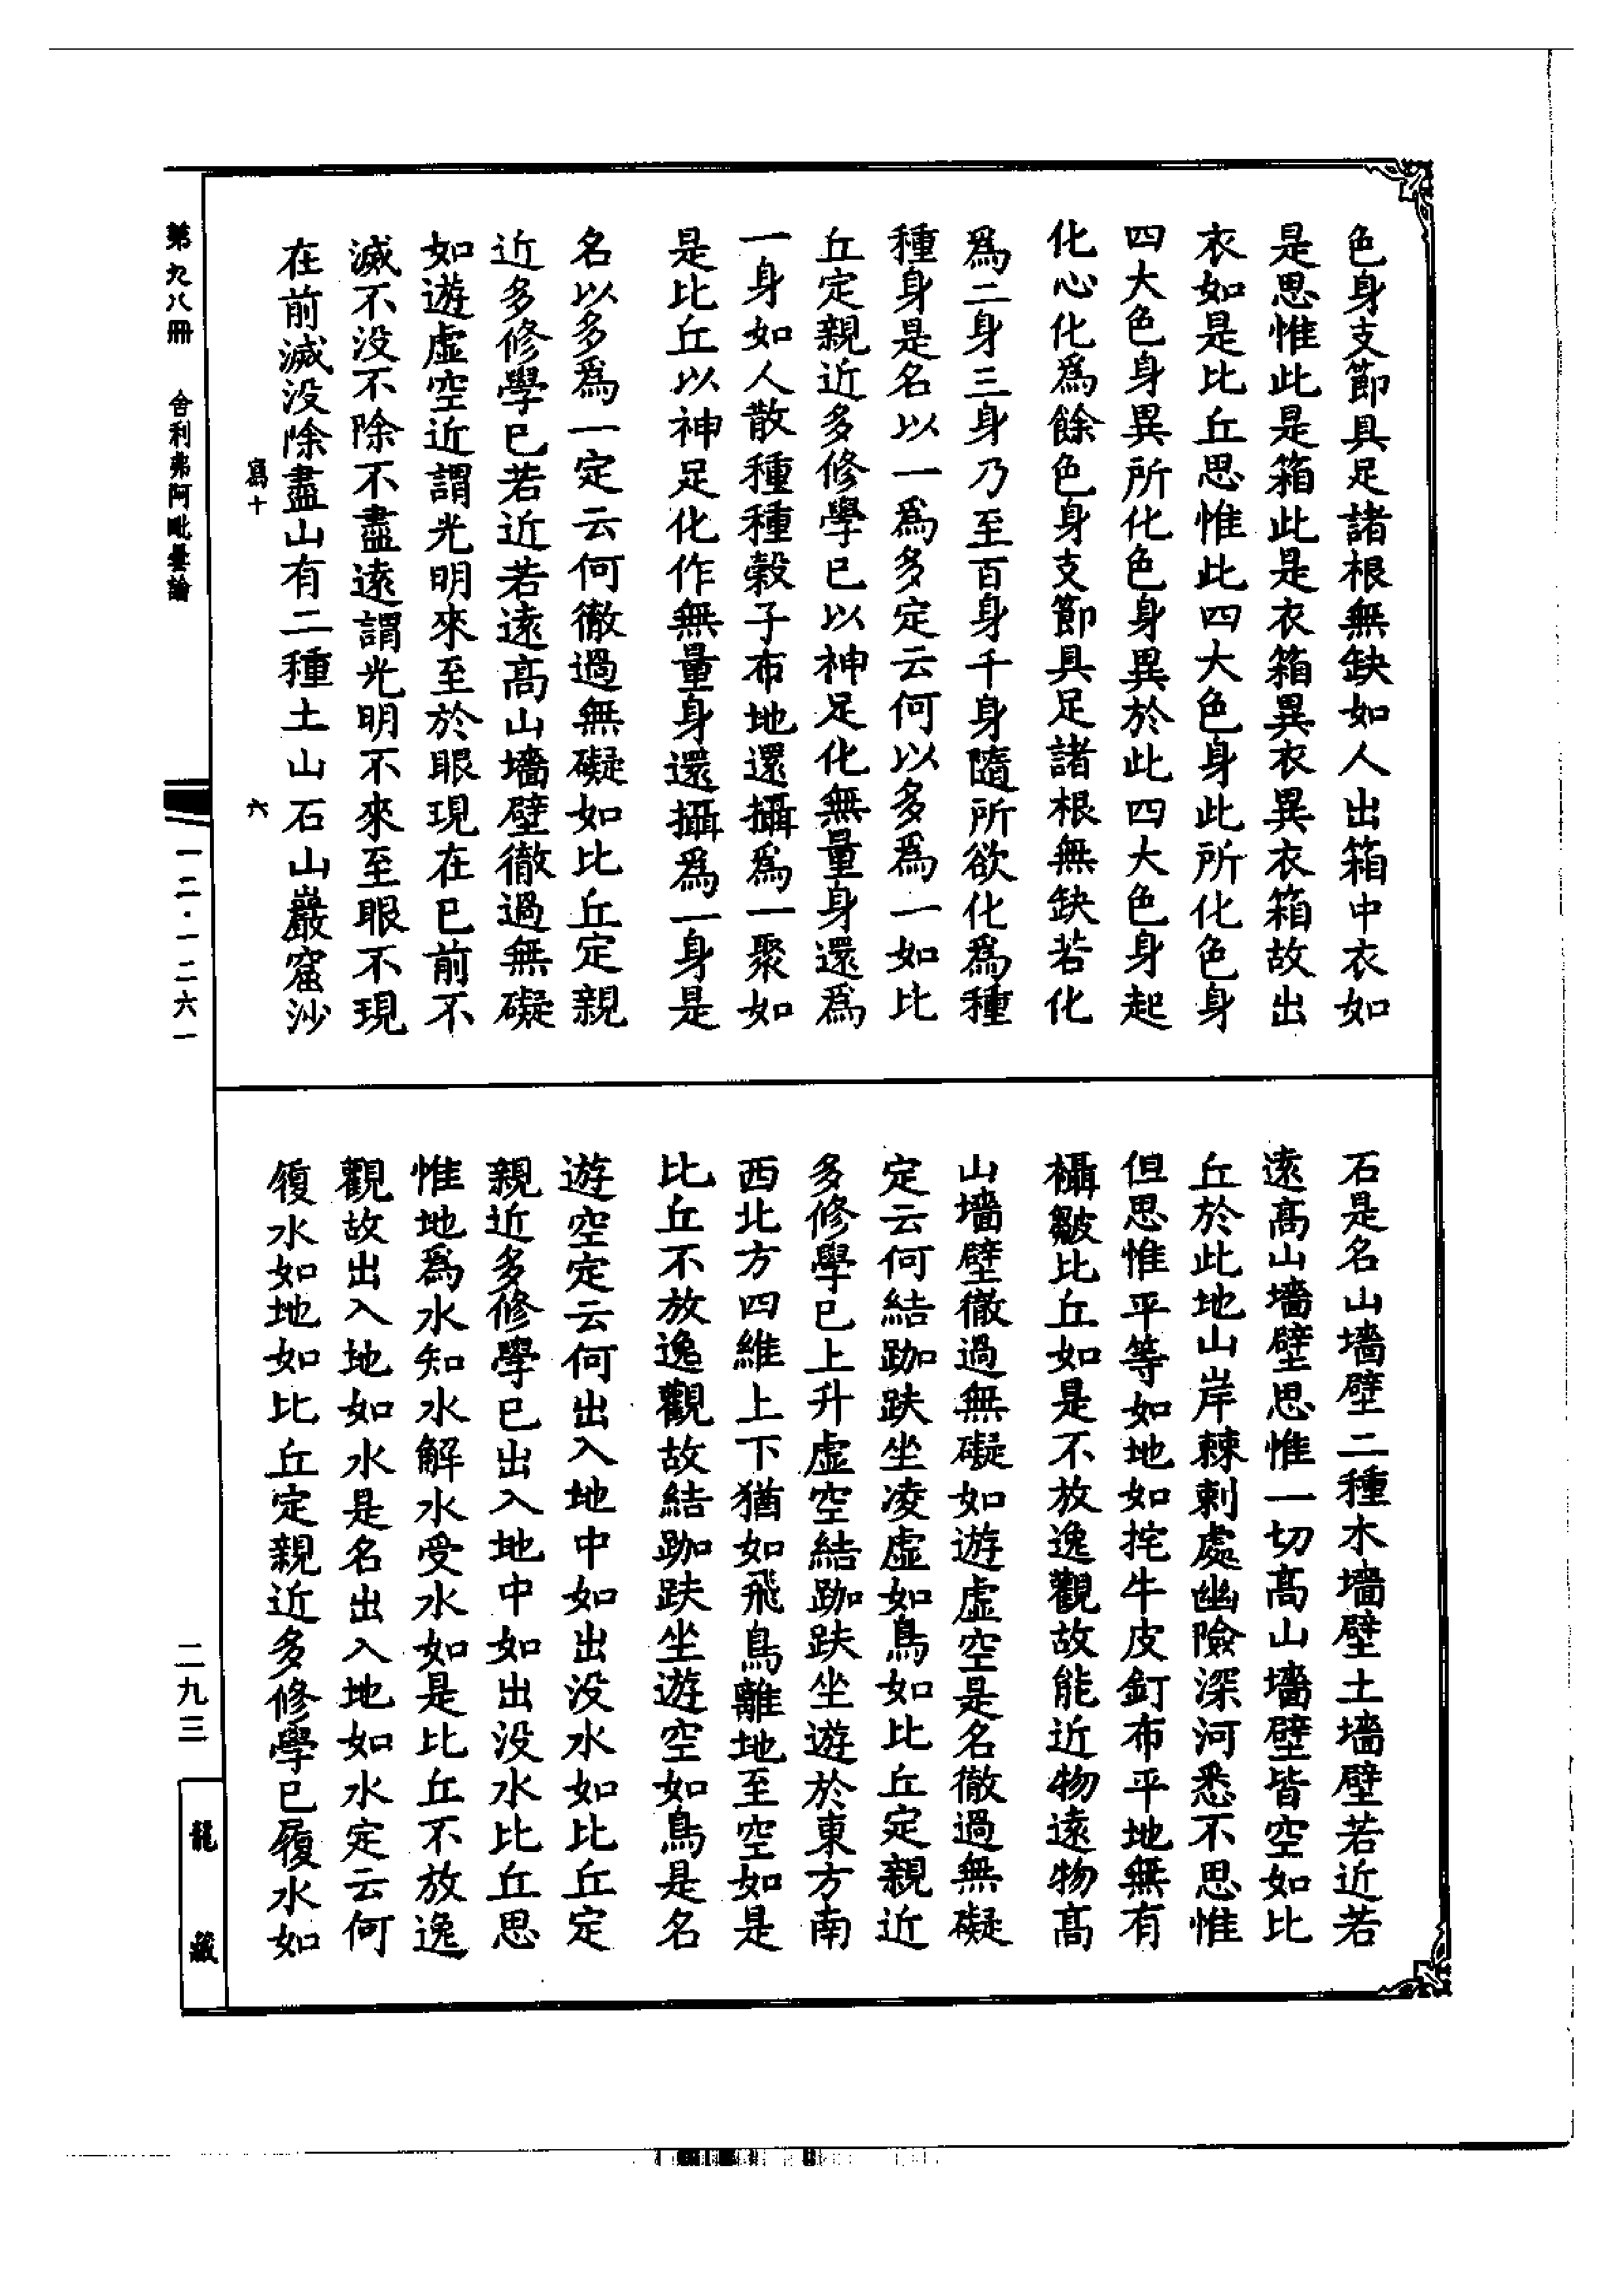 色身支節具足諸根無缺如人出箱中衣如
是思惟此是箱此是衣箱異衣異衣箱故出
衣如是比丘思惟此四大色身此所化色身
四大色身異所化色身異於此四大色身起
化心化爲餘色身支節具足諸根無缺若化
爲二身三身乃至百身千身隨所欲化爲種
種身是名以一爲多定云何以多爲一如比
丘定親近多修學已以神足化無量身還爲
一身如人散種種穀子布地還攝爲一聚如
是比丘以神足化作無量身還攝爲一身是
名以多爲一定云何徹過無礙如比丘定親
近多修學已若近若遠高山墻壁徹過無礙
如遊虛空近謂光明來至於眼現在已前不
滅不没不除不盡遠謂光明不來至眼不現
在前滅没除盡山有二種土山石山巖窟沙
寫十 六
石是名山墻壁二種木墻壁土墻壁若近若
遠髙山墻壁思惟一切髙山墻壁皆空如比
丘於此地山岸棘刺處幽險深河悉不思惟
但思惟平等如地如挓牛皮釘布平地無有
欇皺比丘如是不放逸觀故能近物遠物髙
山墻壁徹過無礙如遊虛空是名徹過無礙
定云何結跏趺坐凌虛如鳥如比丘定親近
多修學已上升虛空結跏趺坐遊於東方南
西北方四維上下猶如飛鳥離地至空如是
比丘不放逸觀故結跏趺坐遊空如鳥是名
遊空定云何出入地中如出没水如比丘定
親近多修學已出入地中如出没水比丘思
惟地爲水知水解水受水如是比丘不放逸
觀故出入地如水是名出入地如水定云何
履水如地如比丘定親近多修學已履水如
第九八冊 舍利弗阿毗曇論
一二·一二六一
二九三
龍藏